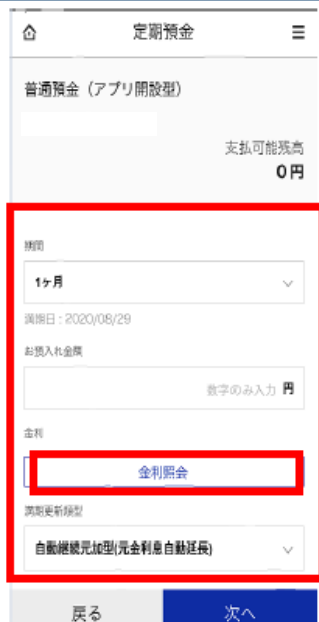 定期預金
普通預金（アプリ開設型）
支払可能残高
0円
期間
1ヶ月
満期日：2020/08/29
お預入れ金額
数字のみ入力 円
金利
金利照会
満期更新類型
自動継続元加型(元金利息自動延長)
戻る 次へ